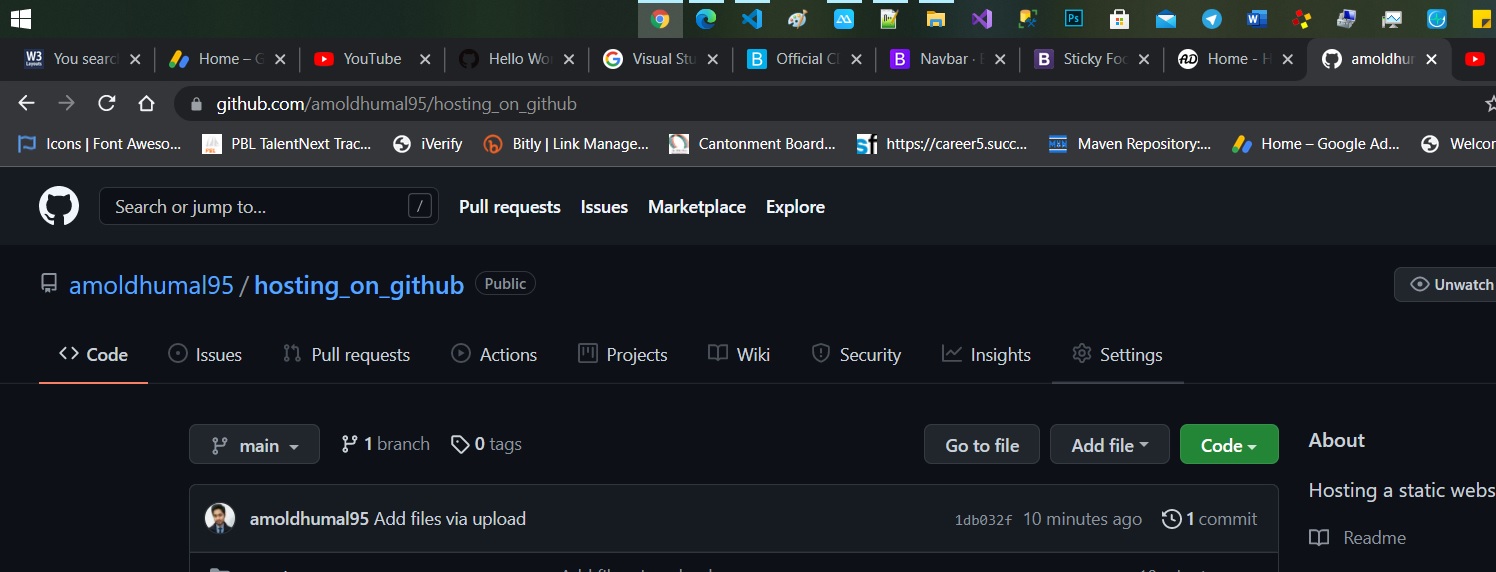 You searc Home – G YouTube Hello Wo Visual Stu Official Cl Navbar · Sticky Foo Home - H amoldhum
github.com/amoldhumal95/hosting_on_github
Icons | Font Aweso... PBL TalentNext Trac... iVerify Bitly | Link Manage... Cantonment Board... https://career5.succ... Maven Repository:... Home – Google Ad... Welcor
Search or jump to... / Pull requests Issues Marketplace Explore
amoldhumal95 / hosting_on_github Public Unwatch
Code Issues Pull requests Actions Projects Wiki Security Insights Settings
main 1 branch 0 tags Go to file Add file Code About
Hosting a static webs
amoldhumal95 Add files via upload 1db032f 10 minutes ago 1 commit
Readme